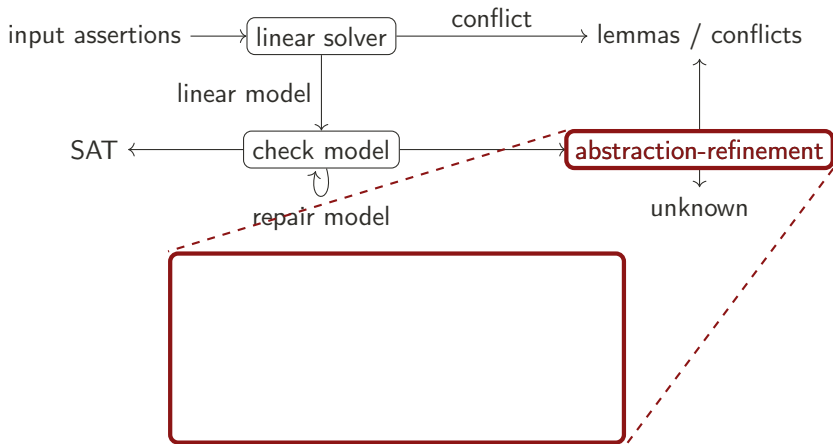 input assertions
linear solver
conflict
lemmas / conflicts
linear model
SAT
check model
abstraction-refinement
repair model
unknown